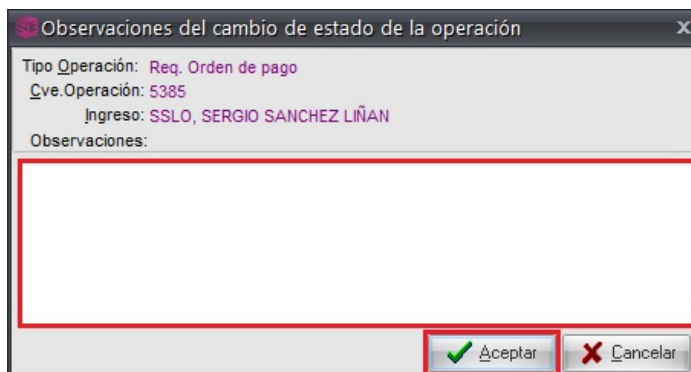 Observaciones del cambio de estado de la operación x
Tipo Operación: Req. Orden de pago
Cve.Operación: 5385
Ingreso: SSLO, SERGIO SANCHEZ LIÑAN
Observaciones:
Aceptar Cancelar